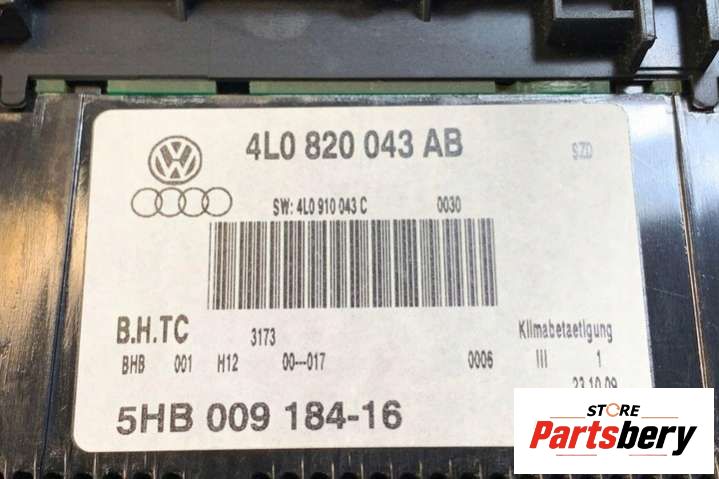 4L0 820 043 AB
SZD
SW: 4L0 910 043 C 0030
B.H.TC 3173 Klimabetaetigung
BHB 001 H12 00---017 0006 III 1
23.10.09
5HB 009 184-16
STORE
Partsbery